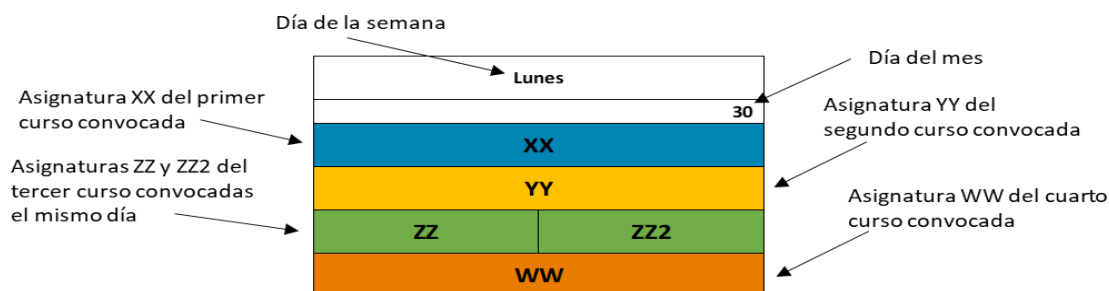 Día de la semana
Lunes
Día del mes
30
Asignatura XX del primer
curso convocada
XX
Asignatura YY del
segundo curso convocada
YY
Asignaturas ZZ y ZZ2 del
tercer curso convocadas
el mismo día
ZZ ZZ2
Asignatura WW del cuarto
curso convocada
WW